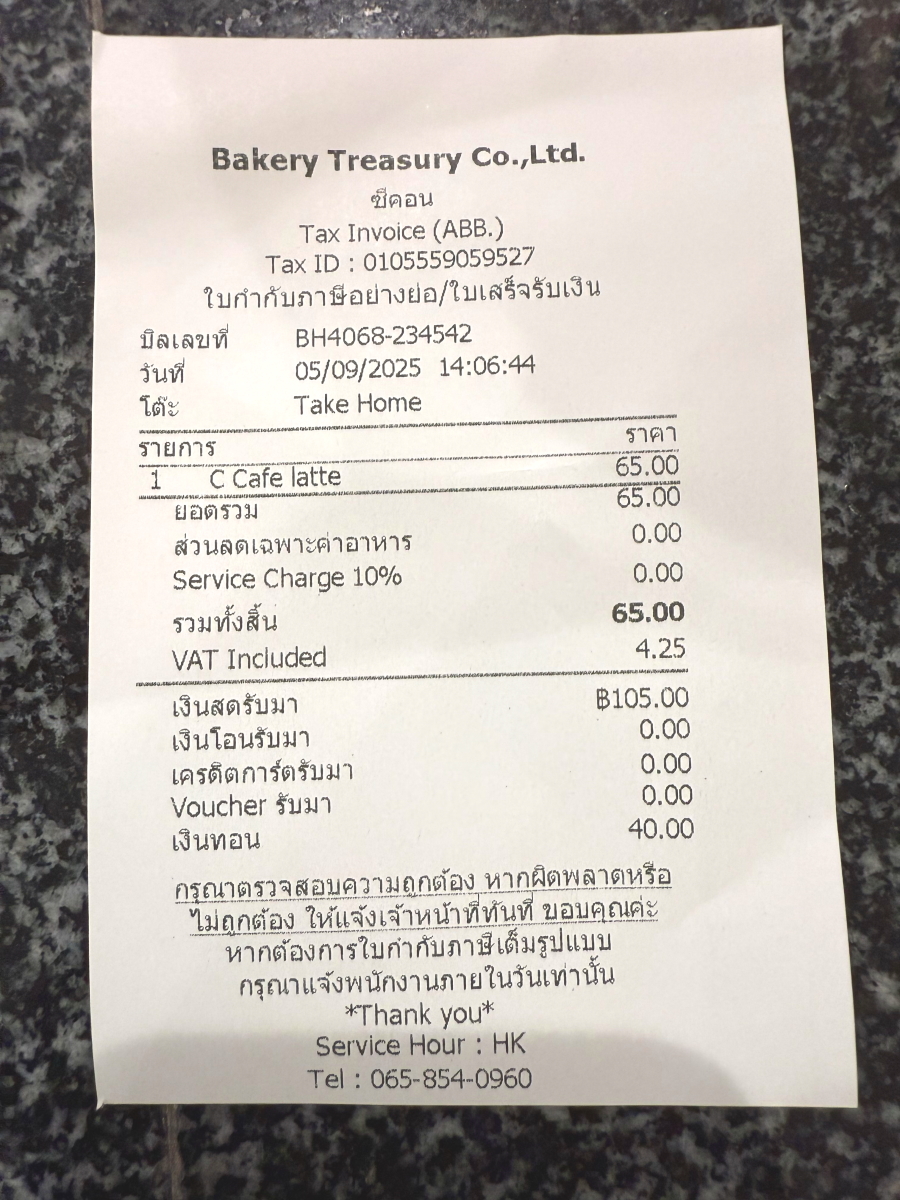 Bakery Treasury Co.,Ltd.
ซีคอน
Tax Invoice (ABB.)
Tax ID : 0105559059527
ใบกำกับภาษีอย่างย่อ/ใบเสร็จรับเงิน
บิลเลขที่ BH4068-234542
วันที่ 05/09/2025 14:06:44
โต๊ะ Take Home
รายการ ราคา
1 C Cafe latte 65.00
ยอดรวม 65.00
ส่วนลดเฉพาะค่าอาหาร 0.00
Service Charge 10% 0.00
รวมทั้งสิ้น 65.00
VAT Included 4.25
เงินสดรับมา ฿105.00
เงินโอนรับมา 0.00
เครดิตการ์ดรับมา 0.00
Voucher รับมา 0.00
เงินทอน 40.00
กรุณาตรวจสอบความถูกต้อง หากผิดพลาดหรือ
ไม่ถูกต้อง ให้แจ้งเจ้าหน้าที่ทันที ขอบคุณค่ะ
หากต้องการใบกำกับภาษีเต็มรูปแบบ
กรุณาแจ้งพนักงานภายในวันเท่านั้น
*Thank you*
Service Hour : HK
Tel : 065-854-0960